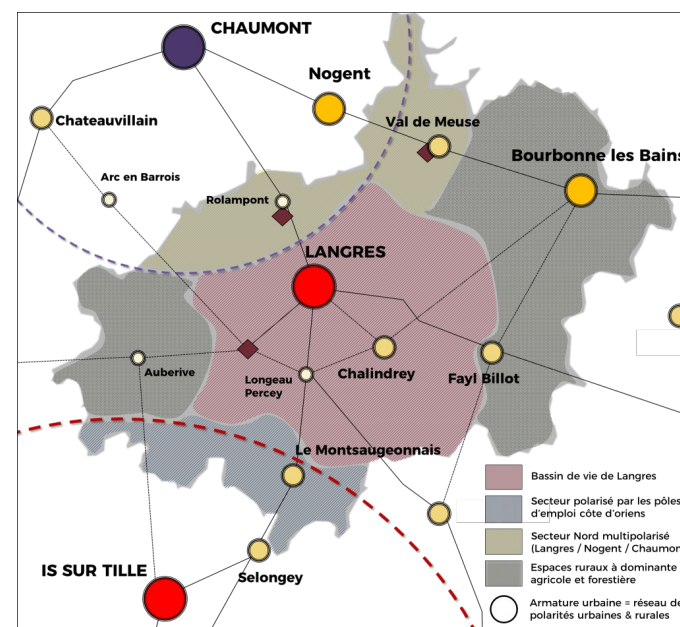 CHAUMONT
Nogent
Chateauvillain
Val de Meuse
Bourbonne les Bains
Arc en Barrois
Rolampont
LANGRES
Auberive
Longeau
Percey
Chalindrey
Fayl Billot
Le Montsaugeonnais
IS SUR TILLE
Selongey
Bassin de vie de Langres
Secteur polarisé par les pôles
d'emploi côte d'oriens
Secteur Nord multipolarisé
(Langres / Nogent / Chaumon
Espaces ruraux à dominante
agricole et forestière
Armature urbaine = réseau de
polarités urbaines & rurales